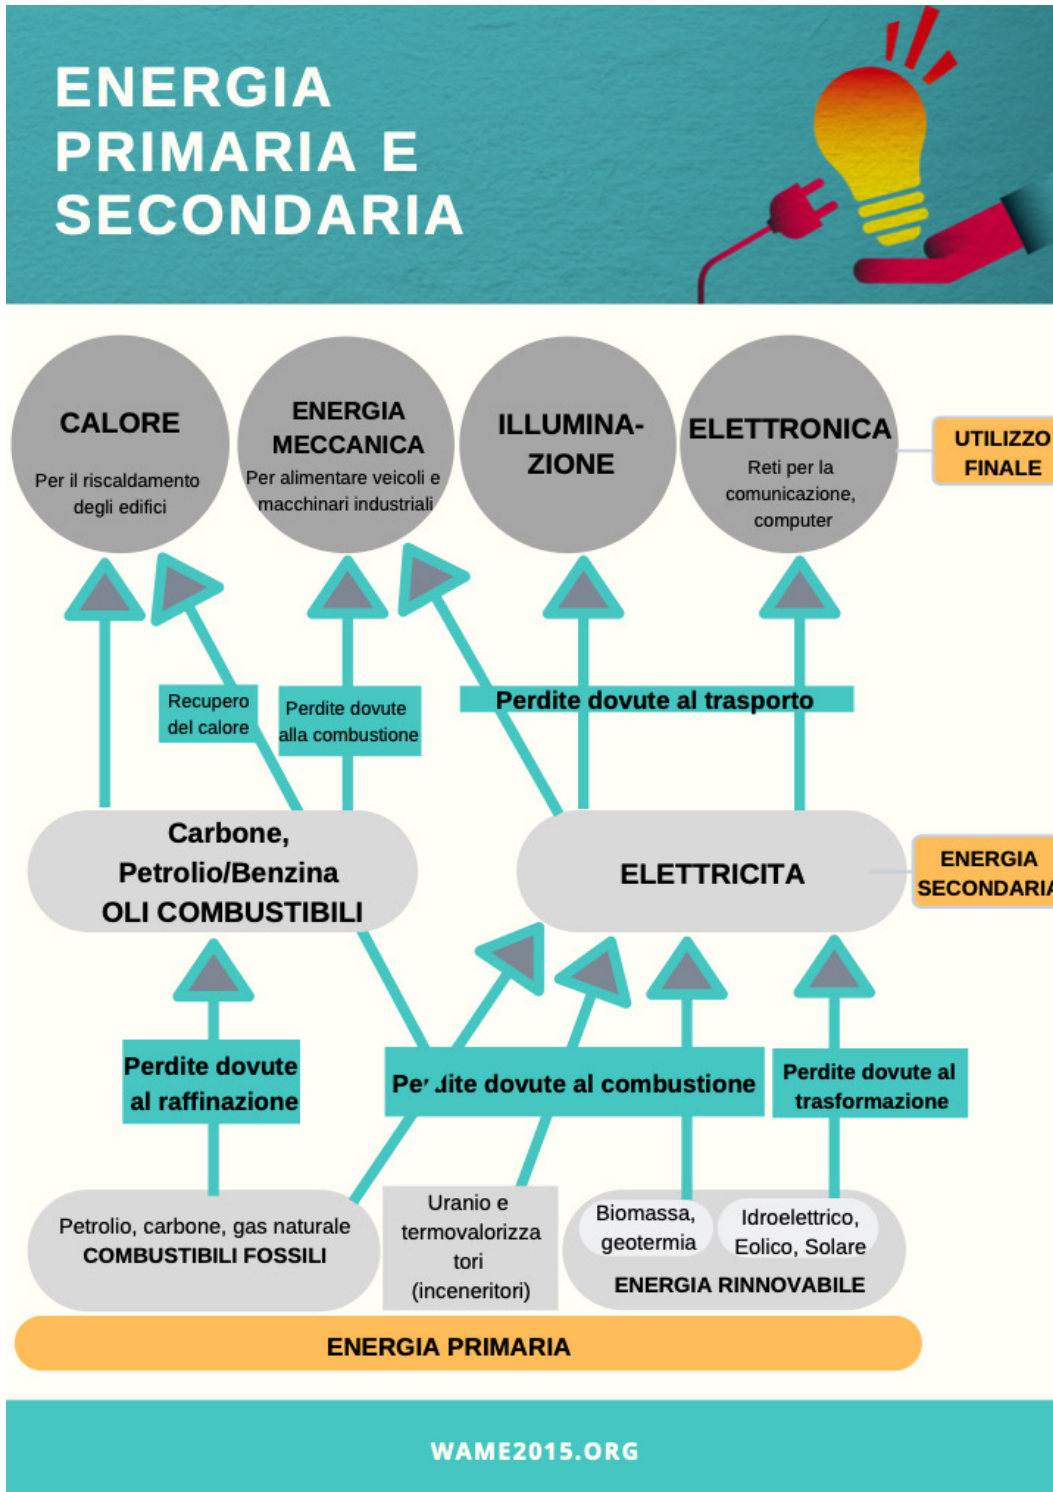 ENERGIA
PRIMARIA E
SECONDARIA
CALORE
Per il riscaldamento
degli edifici
ENERGIA
MECCANICA
Per alimentare veicoli e
macchinari industriali
ILLUMINA-
ZIONE
ELETTRONICA
Reti per la
comunicazione,
computer
UTILIZZO
FINALE
Recupero
del calore
Perdite dovute
alla combustione
Perdite dovute al trasporto
Carbone,
Petrolio/Benzina
OLI COMBUSTIBILI
ELETTRICITA
ENERGIA
SECONDARIA
Perdite dovute
al raffinazione
Perdite dovute al combustione
Perdite dovute al
trasformazione
Petrolio, carbone, gas naturale
COMBUSTIBILI FOSSILI
Uranio e
termovalorizza
tori
(inceneritori)
Biomassa,
geotermia
Idroelettrico,
Eolico, Solare
ENERGIA RINNOVABILE
ENERGIA PRIMARIA
WAME2015.ORG